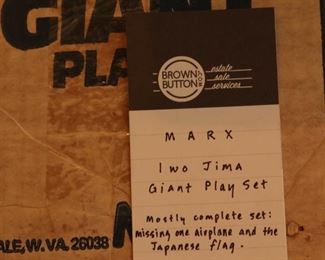 GIANT
PLA
BROWN
BUTTON
.COM
estate
sale
services
MARX
Iwo Jima
Giant Play Set
Mostly complete set:
missing one airplane and the
Japanese flag.
ALE, W. VA. 26038